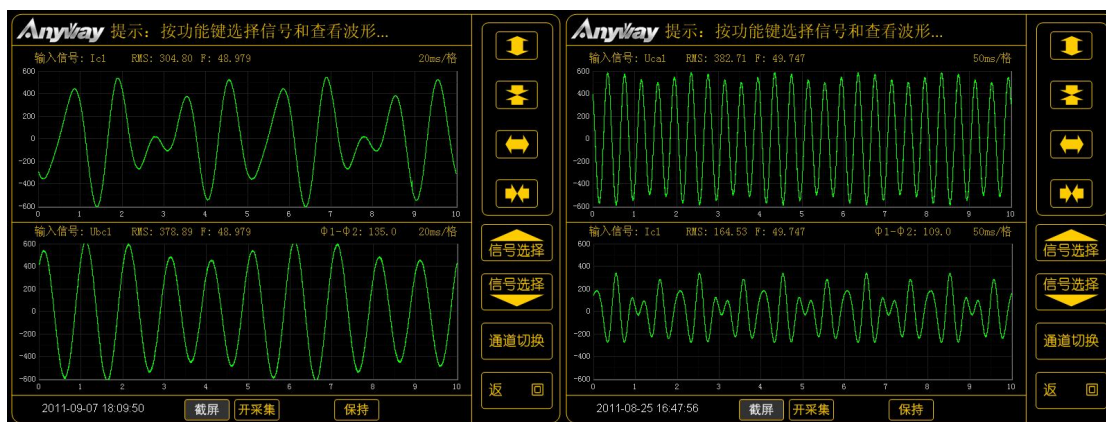 Anyway 提示：按功能键选择信号和查看波形...
输入信号: Ic1 RMS: 304.80 F: 48.979 20ms/格
600
400
200
0
-200
-400
-600
0 1 2 3 4 5 6 7 8 9 10
输入信号: Ubc1 RMS: 378.89 F: 48.979 Φ1-Φ2: 135.0 20ms/格
600
400
200
0
-200
-400
-600
0 1 2 3 4 5 6 7 8 9 10
信号选择
信号选择
通道切换
返 回
2011-09-07 18:09:50 截屏 开采集 保持
Anyway 提示：按功能键选择信号和查看波形...
输入信号: Uca1 RMS: 382.71 F: 49.747 50ms/格
600
400
200
0
-200
-400
-600
0 1 2 3 4 5 6 7 8 9 10
输入信号: Ic1 RMS: 164.53 F: 49.747 Φ1-Φ2: 109.0 50ms/格
600
400
200
0
-200
-400
-600
0 1 2 3 4 5 6 7 8 9 10
信号选择
信号选择
通道切换
返 回
2011-08-25 16:47:56 截屏 开采集 保持